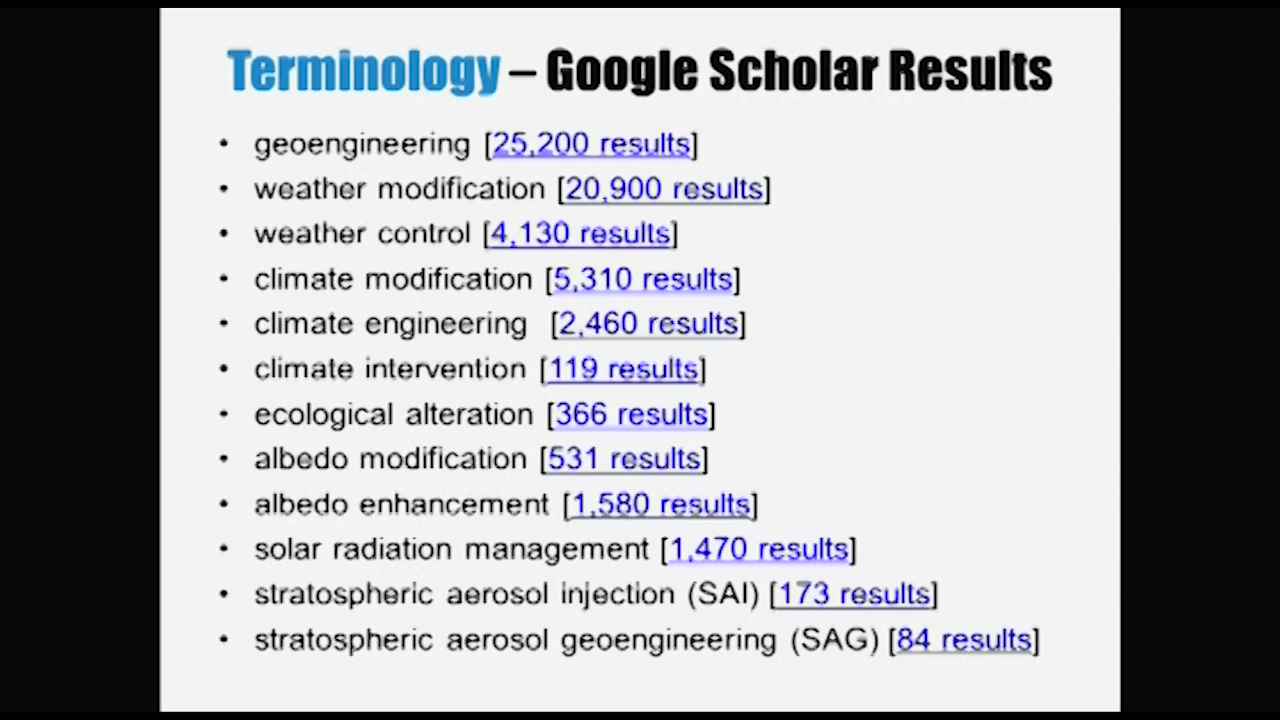 Terminology – Google Scholar Results
• geoengineering [25,200 results]
• weather modification [20,900 results]
• weather control [4,130 results]
• climate modification [5,310 results]
• climate engineering [2,460 results]
• climate intervention [119 results]
• ecological alteration [366 results]
• albedo modification [531 results]
• albedo enhancement [1,580 results]
• solar radiation management [1,470 results]
• stratospheric aerosol injection (SAI) [173 results]
• stratospheric aerosol geoengineering (SAG) [84 results]